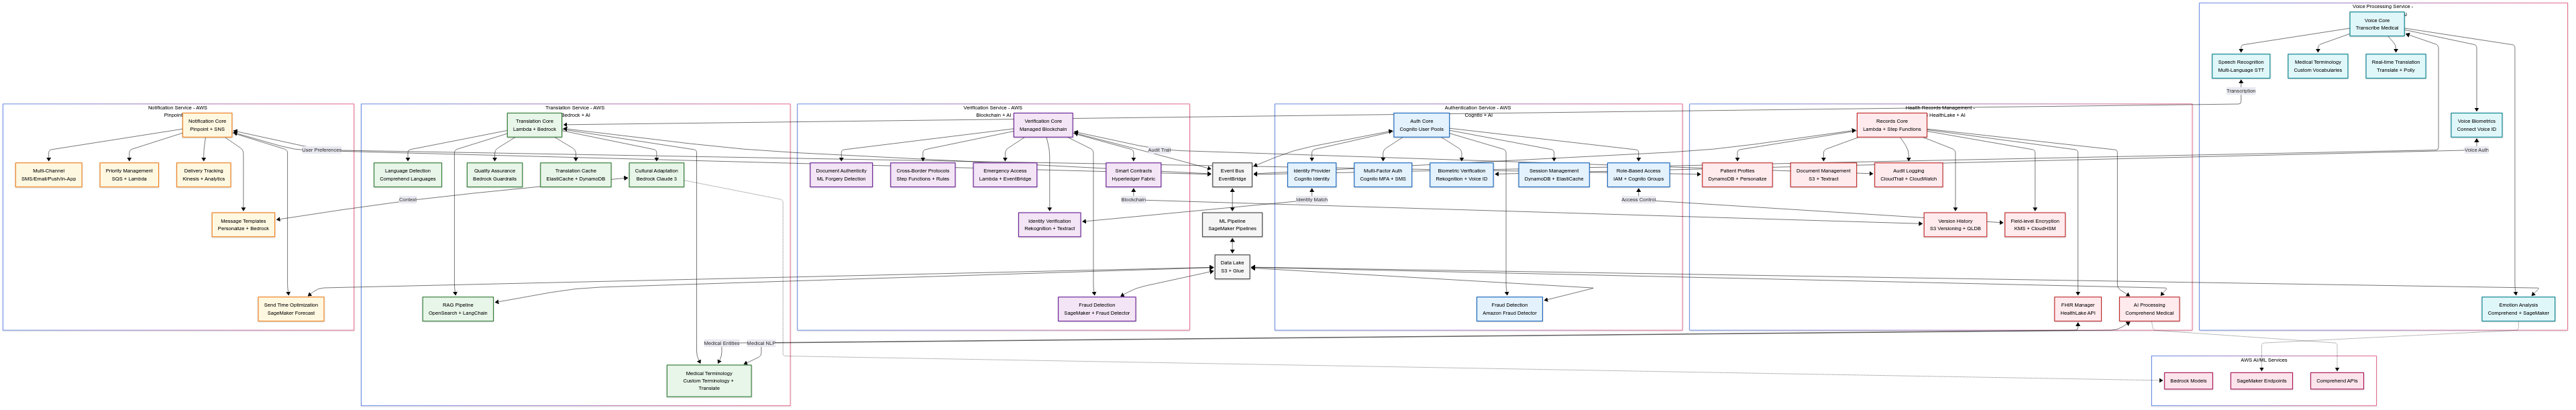 Voice Processing Service -
Voice Core
Transcribe Medical
Speech Recognition
Multi-Language STT
Medical Terminology
Custom Vocabularies
Real-time Translation
Translate + Polly
Transcription
Voice Biometrics
Connect Voice ID
Voice Auth
Emotion Analysis
Comprehend + SageMaker
Notification Service - AWS
Pinpoint
Notification Core
Pinpoint + SNS
User Preferences
Multi-Channel
SMS/Email/Push/In-App
Priority Management
SQS + Lambda
Delivery Tracking
Kinesis + Analytics
Message Templates
Personalize + Bedrock
Send Time Optimization
SageMaker Forecast
Translation Service - AWS
Bedrock + AI
Translation Core
Lambda + Bedrock
Language Detection
Comprehend Languages
Quality Assurance
Bedrock Guardrails
Translation Cache
ElastiCache + DynamoDB
Cultural Adaptation
Bedrock Claude 3
Context
RAG Pipeline
OpenSearch + LangChain
Medical Entities
Medical NLP
Medical Terminology
Custom Terminology +
Translate
Verification Service - AWS
Blockchain + AI
Verification Core
Managed Blockchain
Audit Trail
Document Authenticity
ML Forgery Detection
Cross-Border Protocols
Step Functions + Rules
Emergency Access
Lambda + EventBridge
Smart Contracts
Hyperledger Fabric
Blockchain
Identity Verification
Rekognition + Textract
Fraud Detection
SageMaker + Fraud Detector
Event Bus
EventBridge
ML Pipeline
SageMaker Pipelines
Data Lake
S3 + Glue
Authentication Service - AWS
Cognito + AI
Auth Core
Cognito User Pools
Identity Provider
Cognito Identity
Multi-Factor Auth
Cognito MFA + SMS
Biometric Verification
Rekognition + Voice ID
Session Management
DynamoDB + ElastiCache
Role-Based Access
IAM + Cognito Groups
Identity Match
Access Control
Fraud Detection
Amazon Fraud Detector
Health Records Management -
HealthLake + AI
Records Core
Lambda + Step Functions
Patient Profiles
DynamoDB + Personalize
Document Management
S3 + Textract
Audit Logging
CloudTrail + CloudWatch
Version History
S3 Versioning + QLDB
Field-level Encryption
KMS + CloudHSM
FHIR Manager
HealthLake API
AI Processing
Comprehend Medical
AWS AI/ML Services
Bedrock Models
SageMaker Endpoints
Comprehend APIs